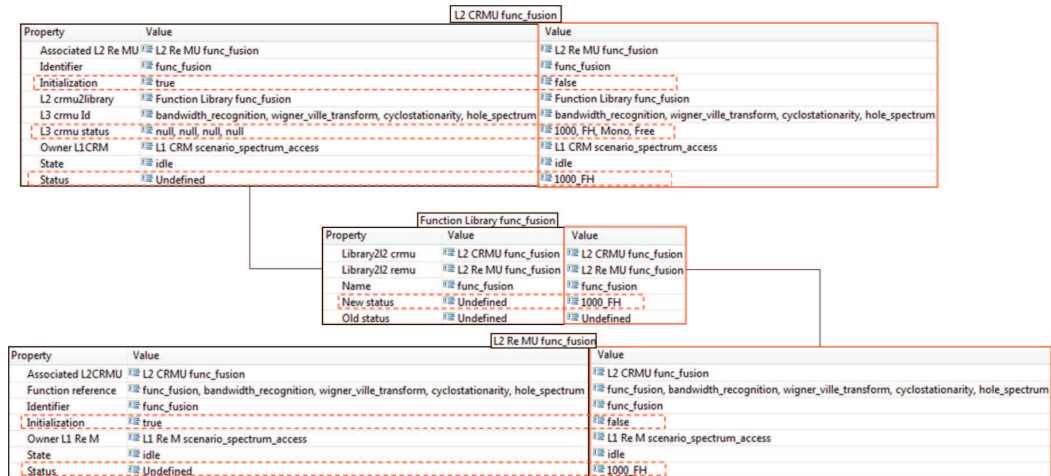 L2 CRMU func_fusion
Property Value Value
Associated L2 Re MU L2 Re MU func_fusion L2 Re MU func_fusion
Identifier func_fusion func_fusion
Initialization true false
L2 crmu2library Function Library func_fusion Function Library func_fusion
L3 crmu Id bandwidth_recognition, wigner_ville_transform, cyclostationarity, hole_spectrum bandwidth_recognition, wigner_ville_transform, cyclostationarity, hole_spectrum
L3 crmu status null, null, null, null 1000, FH, Mono, Free
Owner L1CRM L1 CRM scenario_spectrum_access L1 CRM scenario_spectrum_access
State idle idle
Status Undefined 1000_FH
Function Library func_fusion
Property Value Value
Library2l2 crmu L2 CRMU func_fusion L2 CRMU func_fusion
Library2l2 remu L2 Re MU func_fusion L2 Re MU func_fusion
Name func_fusion func_fusion
New status Undefined 1000_FH
Old status Undefined Undefined
L2 Re MU func_fusion
Property Value Value
Associated L2CRMU L2 CRMU func_fusion L2 CRMU func_fusion
Function reference func_fusion, bandwidth_recognition, wigner_ville_transform, cyclostationarity, hole_spectrum func_fusion, bandwidth_recognition, wigner_ville_transform, cyclostationarity, hole_spectrum
Identifier func_fusion func_fusion
Initialization true false
Owner L1 Re M L1 Re M scenario_spectrum_access L1 Re M scenario_spectrum_access
State idle idle
Status Undefined 1000_FH